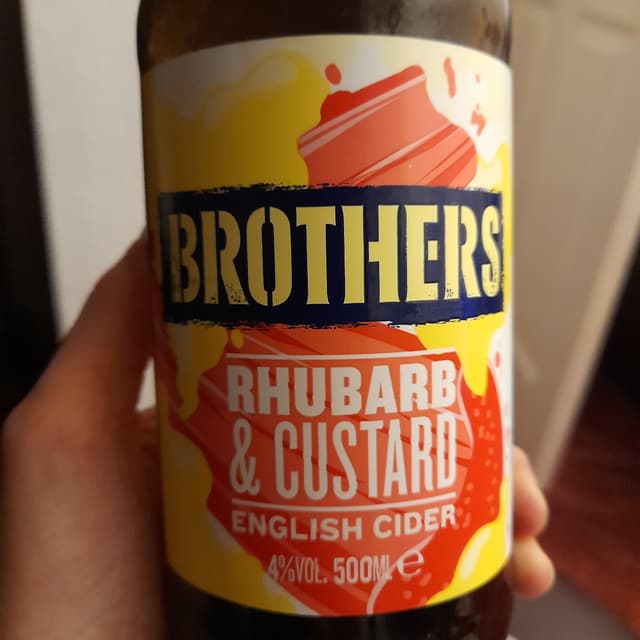 BROTHERS
RHUBARB
& CUSTARD
ENGLISH CIDER
4%VOL. 500ML e